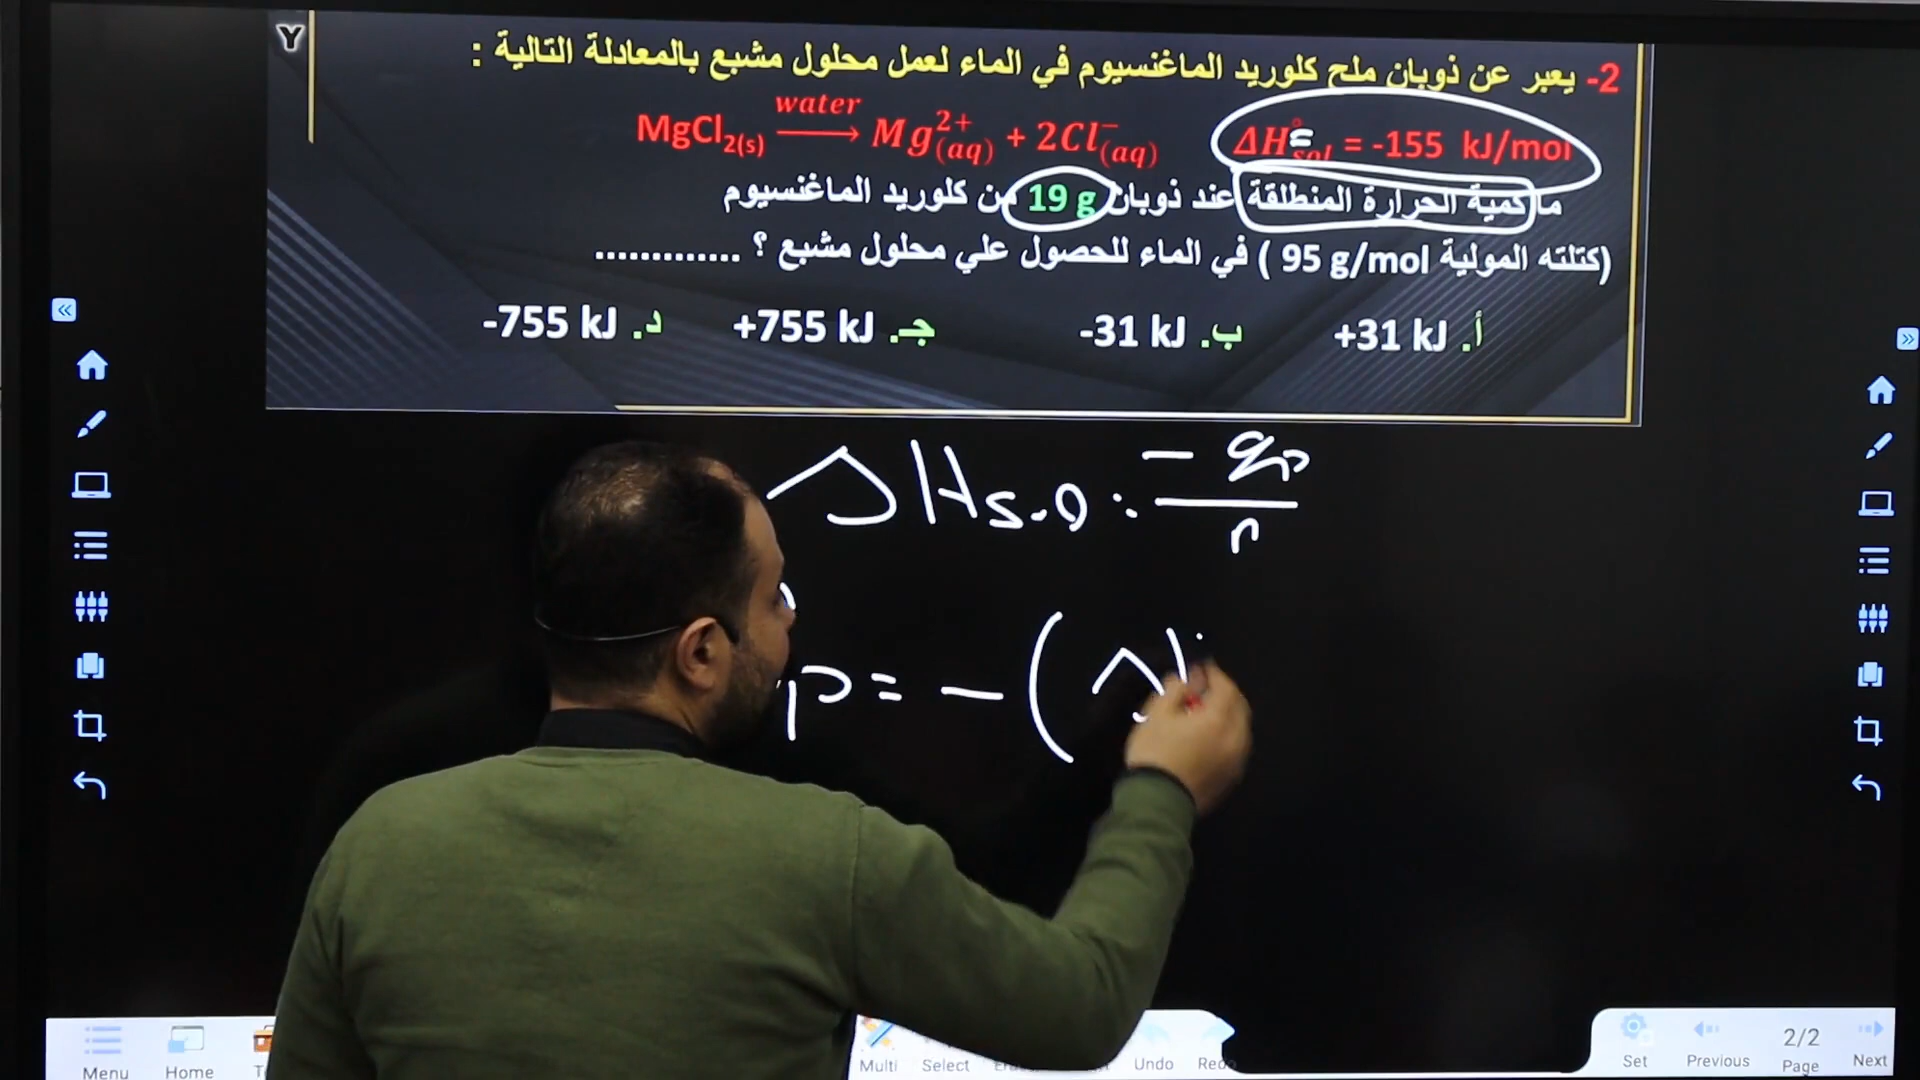 Y
2- يعبر عن ذوبان ملح كلوريد الماغنسيوم في الماء لعمل محلول مشبع بالمعادلة التالية :
MgCl2(s) water → Mg2+(aq) + 2Cl−(aq) ΔH°sol = -155 kJ/mol
ما كمية الحرارة المنطلقة عند ذوبان 19 g من كلوريد الماغنسيوم
(كتلته المولية 95 g/mol ) في الماء للحصول علي محلول مشبع ؟ .............
أ. +31 kJ ب. -31 kJ جـ. +755 kJ د. -755 kJ
ΔHsol = − qp / n
p = − ( Δ
Menu
Home
Multi
Select
Undo
Redo
Set
Previous
2/2
Page
Next